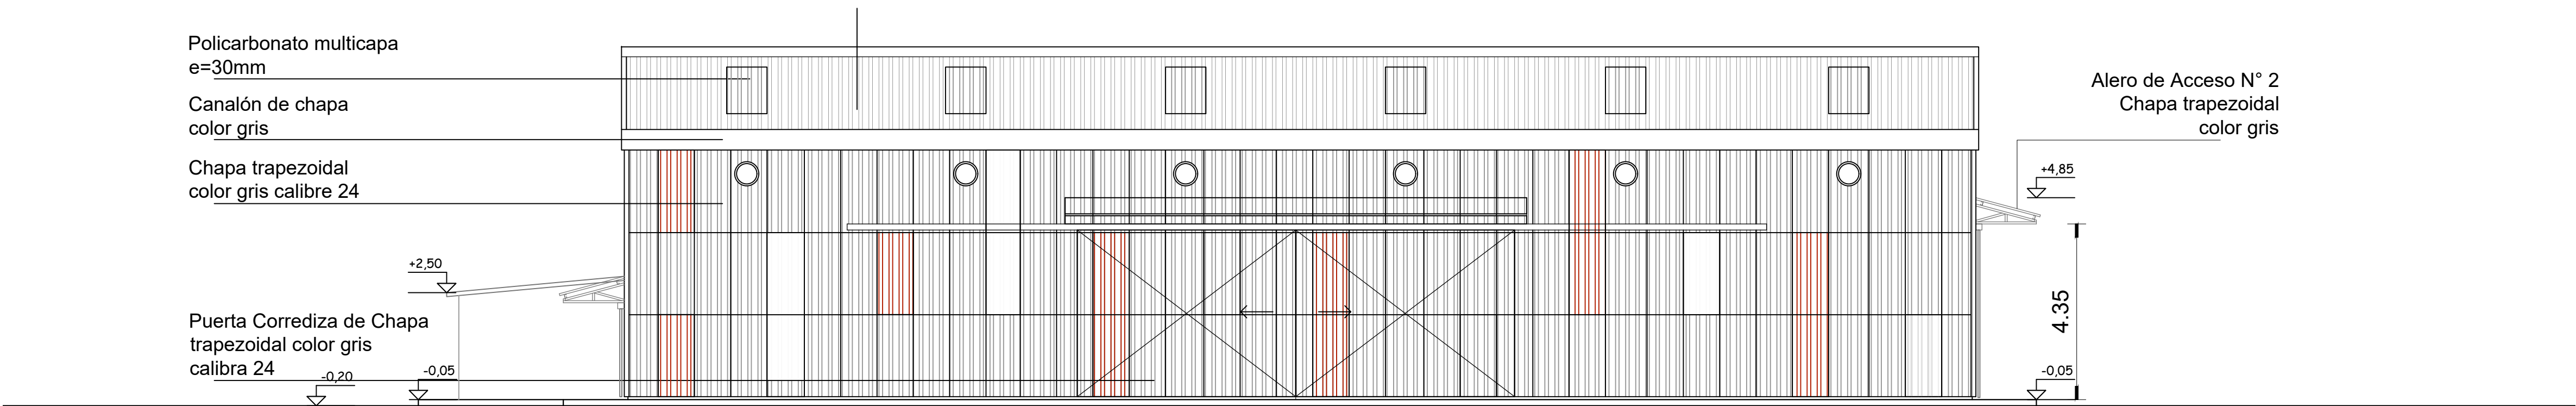 Policarbonato multicapa
e=30mm
Canalón de chapa
color gris
Chapa trapezoidal
color gris calibre 24
+2,50
Puerta Corrediza de Chapa
trapezoidal color gris
calibra 24
-0,20
-0,05
Alero de Acceso N° 2
Chapa trapezoidal
color gris
+4,85
4.35
-0,05